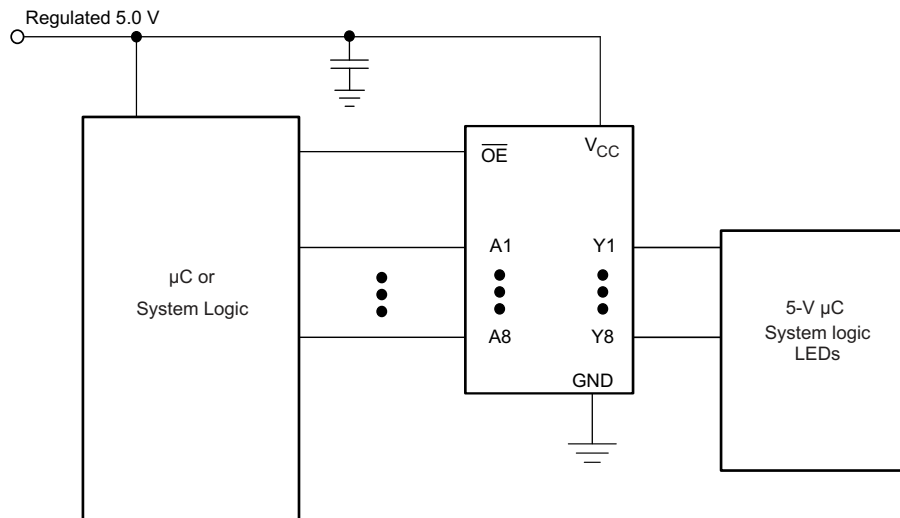 Regulated 5.0 V
OE
VCC
A1
Y1
µC or
System Logic
A8
Y8
5-V µC
System logic
LEDs
GND